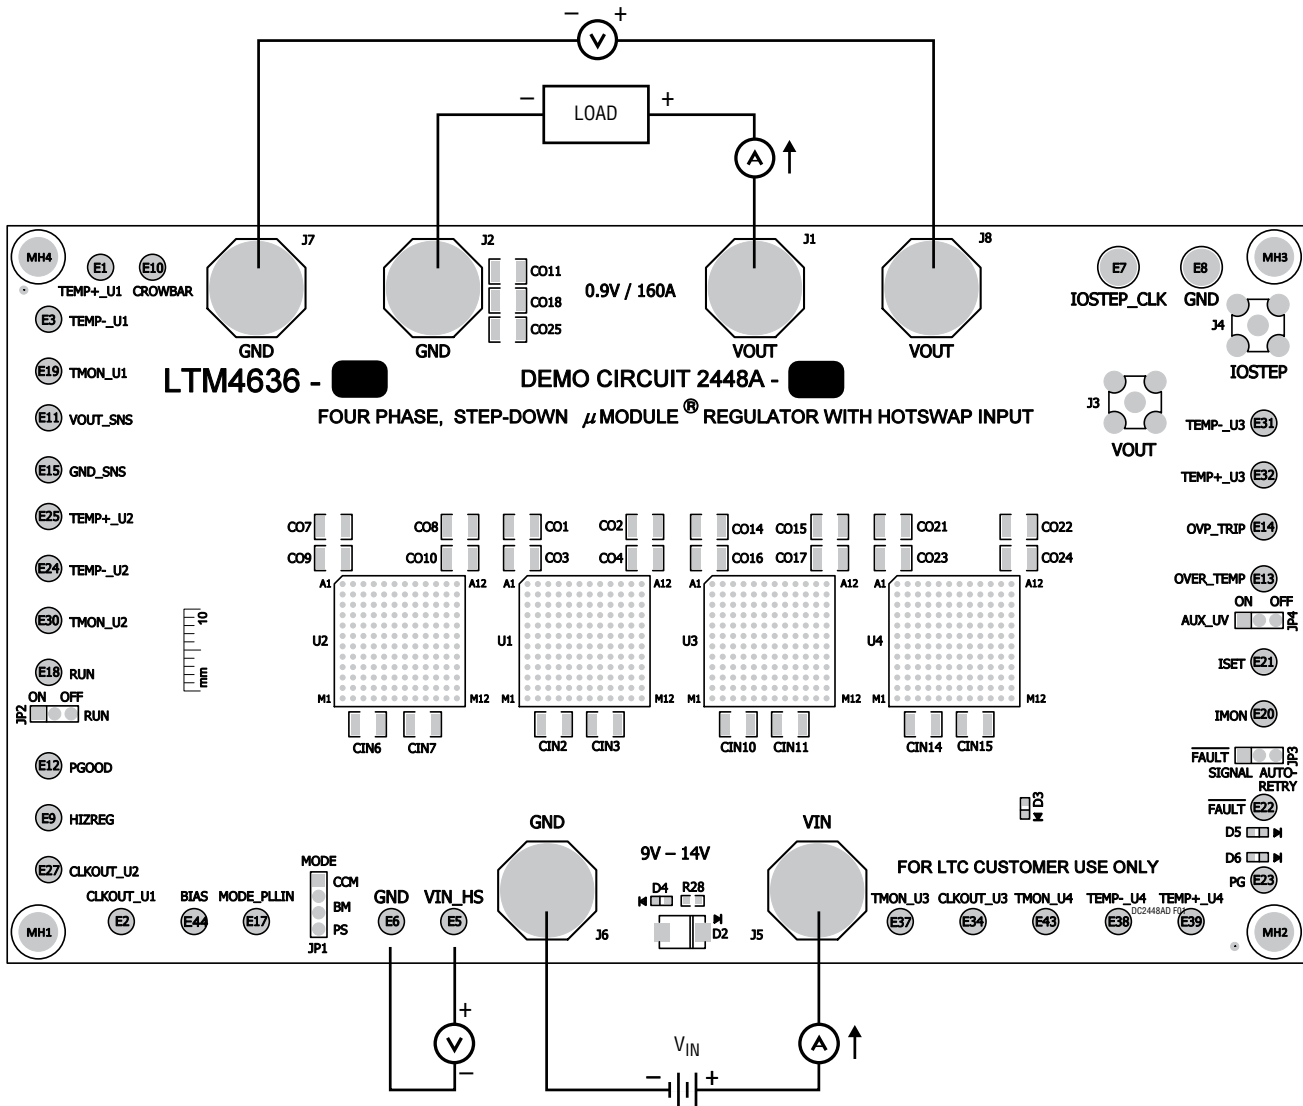 − +
V
− LOAD +
A
MH4
E1
TEMP+_U1
E10
CROWBAR
J7
GND
J2
GND
CO11
CO18
CO25
0.9V / 160A
J1
VOUT
J8
VOUT
E7
IOSTEP_CLK
E8
GND
MH3
J4
IOSTEP
J3
VOUT
LTM4636 -
DEMO CIRCUIT 2448A -
FOUR PHASE, STEP-DOWN µMODULE® REGULATOR WITH HOTSWAP INPUT
E3 TEMP-_U1
E19 TMON_U1
E11 VOUT_SNS
E15 GND_SNS
E25 TEMP+_U2
E24 TEMP-_U2
E30 TMON_U2
E18 RUN
ON OFF
JP2 RUN
E12 PGOOD
E9 HIZREG
E27 CLKOUT_U2
10
mm
CO7 CO8 CO1 CO2 CO14 CO15 CO21 CO22
CO9 CO10 CO3 CO4 CO16 CO17 CO23 CO24
A1 A12 A1 A12 A1 A12 A1 A12
U2 U1 U3 U4
M1 M12 M1 M12 M1 M12 M1 M12
CIN6 CIN7 CIN2 CIN3 CIN10 CIN11 CIN14 CIN15
TEMP-_U3 E31
TEMP+_U3 E32
OVP_TRIP E14
OVER_TEMP E13
ON OFF
AUX_UV JP4
ISET E21
IMON E20
FAULT JP3
SIGNAL AUTO-
RETRY
FAULT E22
D5
D6
PG E23
D3
GND
J6
9V – 14V
D4 R28
D2
VIN
J5
FOR LTC CUSTOMER USE ONLY
MH1
CLKOUT_U1
E2
BIAS
E44
MODE_PLLIN
E17
MODE
CCM
BM
PS
JP1
GND
E6
VIN_HS
E5
TMON_U3
E37
CLKOUT_U3
E34
TMON_U4
E43
TEMP-_U4
E38
TEMP+_U4
E39
DC2448AD F01
MH2
+
V
−
VIN
− +
A